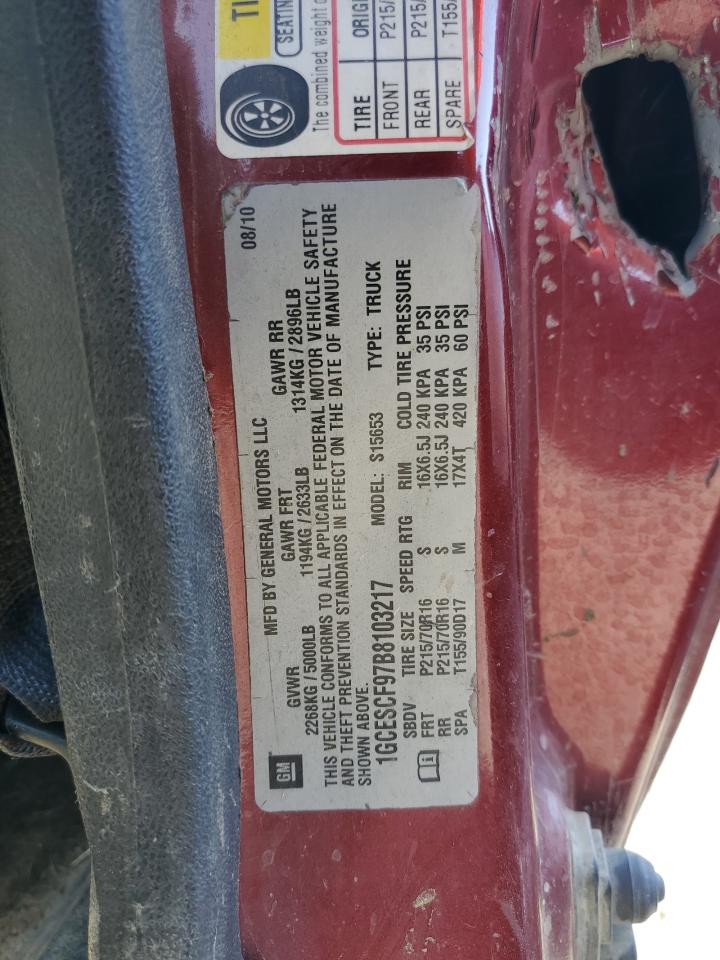 TI
SEATIN
The combined weight o
TIRE ORIGI
FRONT P215/
REAR P215/
SPARE T155/
MFD BY GENERAL MOTORS LLC 08/10
GVWR GAWR FRT GAWR RR
2268KG / 5000LB 1194KG / 2633LB 1314KG / 2896LB
THIS VEHICLE CONFORMS TO ALL APPLICABLE FEDERAL MOTOR VEHICLE SAFETY
AND THEFT PREVENTION STANDARDS IN EFFECT ON THE DATE OF MANUFACTURE
SHOWN ABOVE.
1GCESCF97B8103217 MODEL: S15653 TYPE: TRUCK
SBDV TIRE SIZE SPEED RTG RIM COLD TIRE PRESSURE
FRT P215/70R16 S 16X6.5J 240 KPA 35 PSI
RR P215/70R16 S 16X6.5J 240 KPA 35 PSI
SPA T155/90D17 M 17X4T 420 KPA 60 PSI
GM